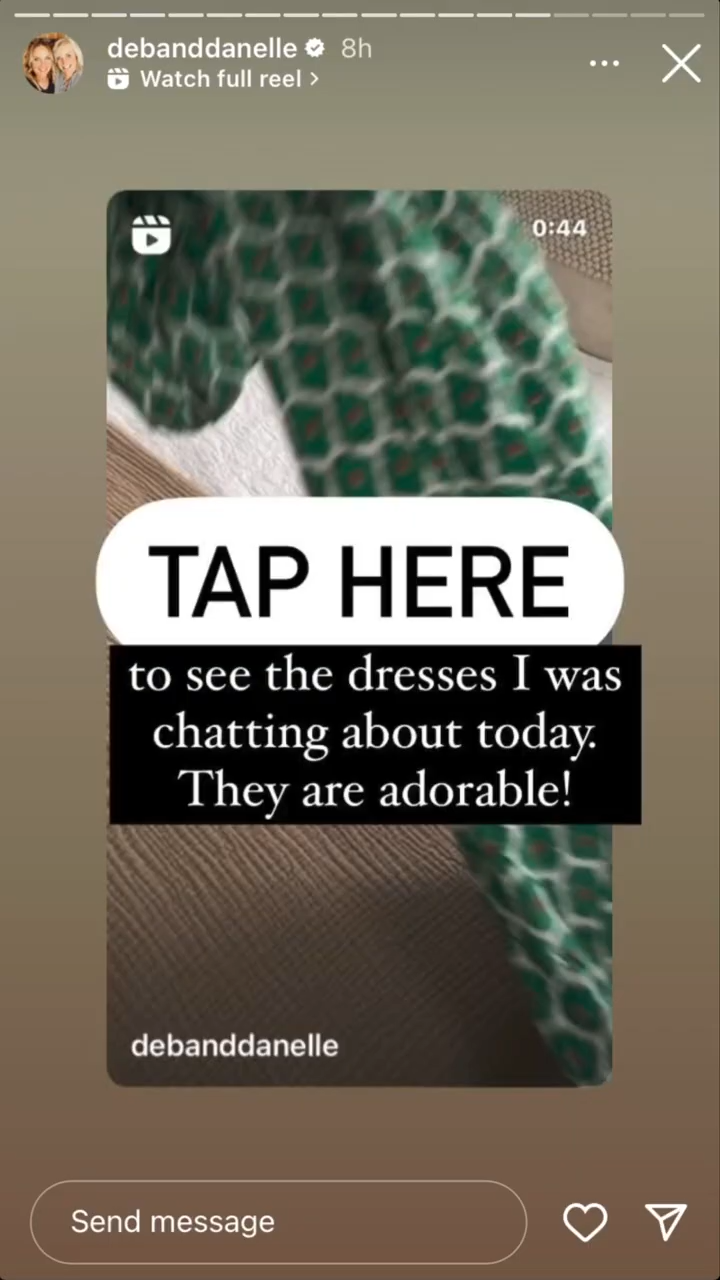 debanddanelle 8h
Watch full reel >
0:44
TAP HERE
to see the dresses I was
chatting about today.
They are adorable!
debanddanelle
Send message